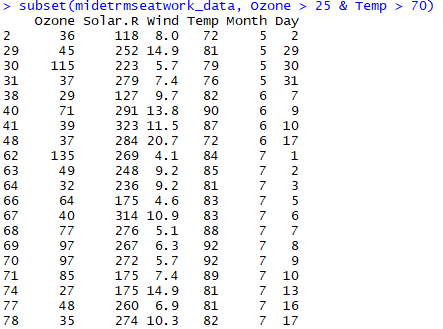 > subset(midetrmseatwork_data, Ozone > 25 & Temp > 70)
Ozone Solar.R Wind Temp Month Day
2 36 118 8.0 72 5 2
29 45 252 14.9 81 5 29
30 115 223 5.7 79 5 30
31 37 279 7.4 76 5 31
38 29 127 9.7 82 6 7
40 71 291 13.8 90 6 9
41 39 323 11.5 87 6 10
48 37 284 20.7 72 6 17
62 135 269 4.1 84 7 1
63 49 248 9.2 85 7 2
64 32 236 9.2 81 7 3
66 64 175 4.6 83 7 5
67 40 314 10.9 83 7 6
68 77 276 5.1 88 7 7
69 97 267 6.3 92 7 8
70 97 272 5.7 92 7 9
71 85 175 7.4 89 7 10
74 27 175 14.9 81 7 13
77 48 260 6.9 81 7 16
78 35 274 10.3 82 7 17